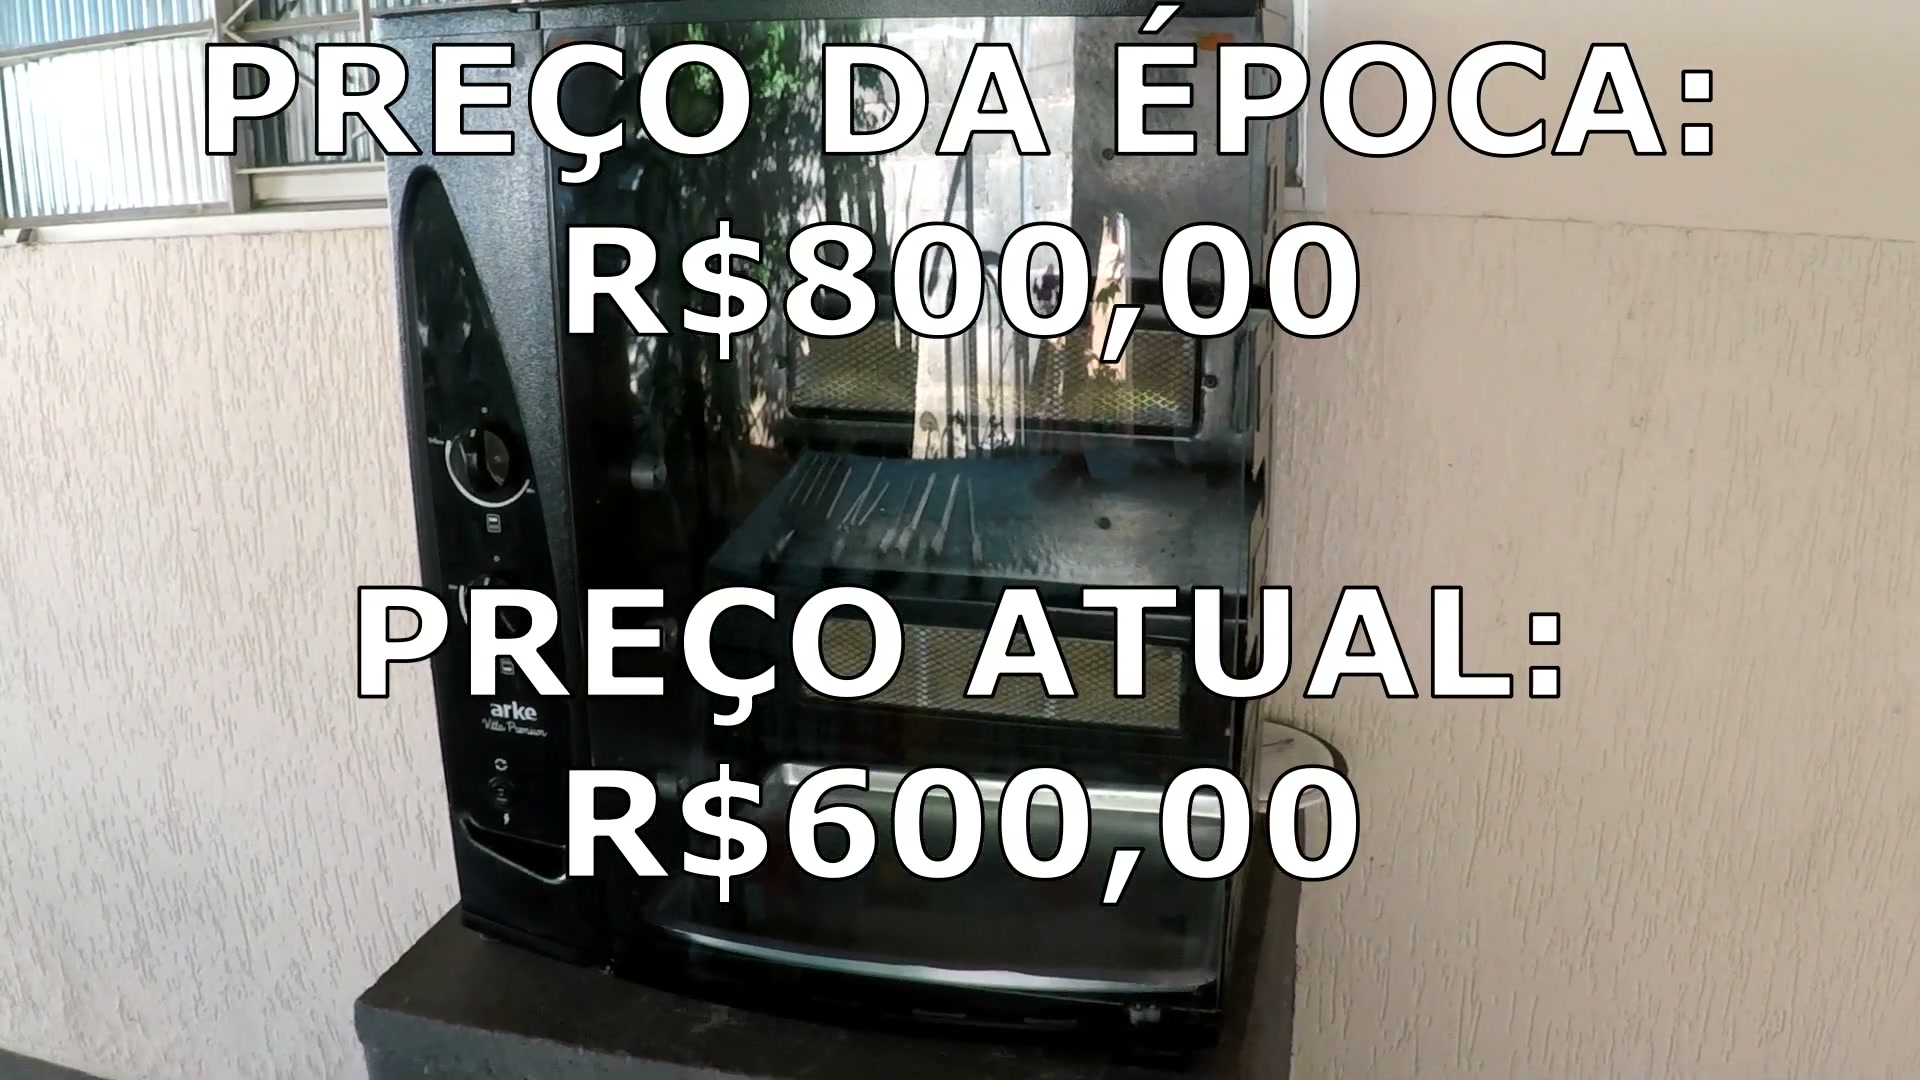 PREÇO DA ÉPOCA:
R$800,00
PREÇO ATUAL:
R$600,00
arke
Villa Premium